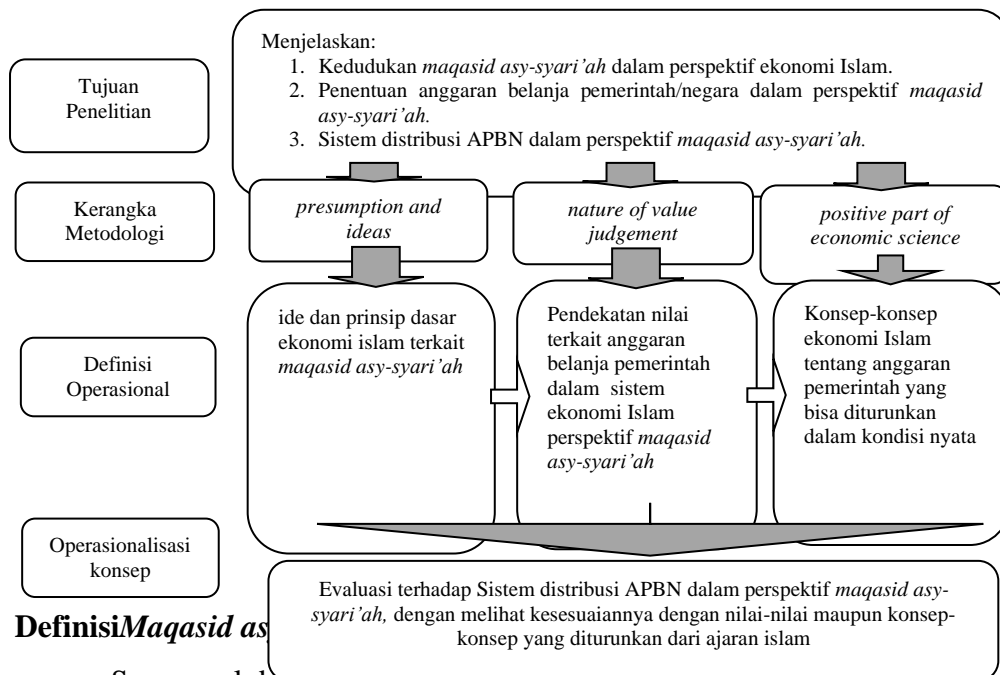 Tujuan
Penelitian
Menjelaskan:
1. Kedudukan maqasid asy-syari’ah dalam perspektif ekonomi Islam.
2. Penentuan anggaran belanja pemerintah/negara dalam perspektif maqasid
asy-syari’ah.
3. Sistem distribusi APBN dalam perspektif maqasid asy-syari’ah.
Kerangka
Metodologi
presumption and
ideas
nature of value
judgement
positive part of
economic science
Definisi
Operasional
ide dan prinsip dasar
ekonomi islam terkait
maqasid asy-syari’ah
Pendekatan nilai
terkait anggaran
belanja pemerintah
dalam sistem
ekonomi Islam
perspektif maqasid
asy-syari’ah
Konsep-konsep
ekonomi Islam
tentang anggaran
pemerintah yang
bisa diturunkan
dalam kondisi nyata
Operasionalisasi
konsep
Evaluasi terhadap Sistem distribusi APBN dalam perspektif maqasid asy-
syari’ah, dengan melihat kesesuaiannya dengan nilai-nilai maupun konsep-
konsep yang diturunkan dari ajaran islam
DefinisiMaqasid